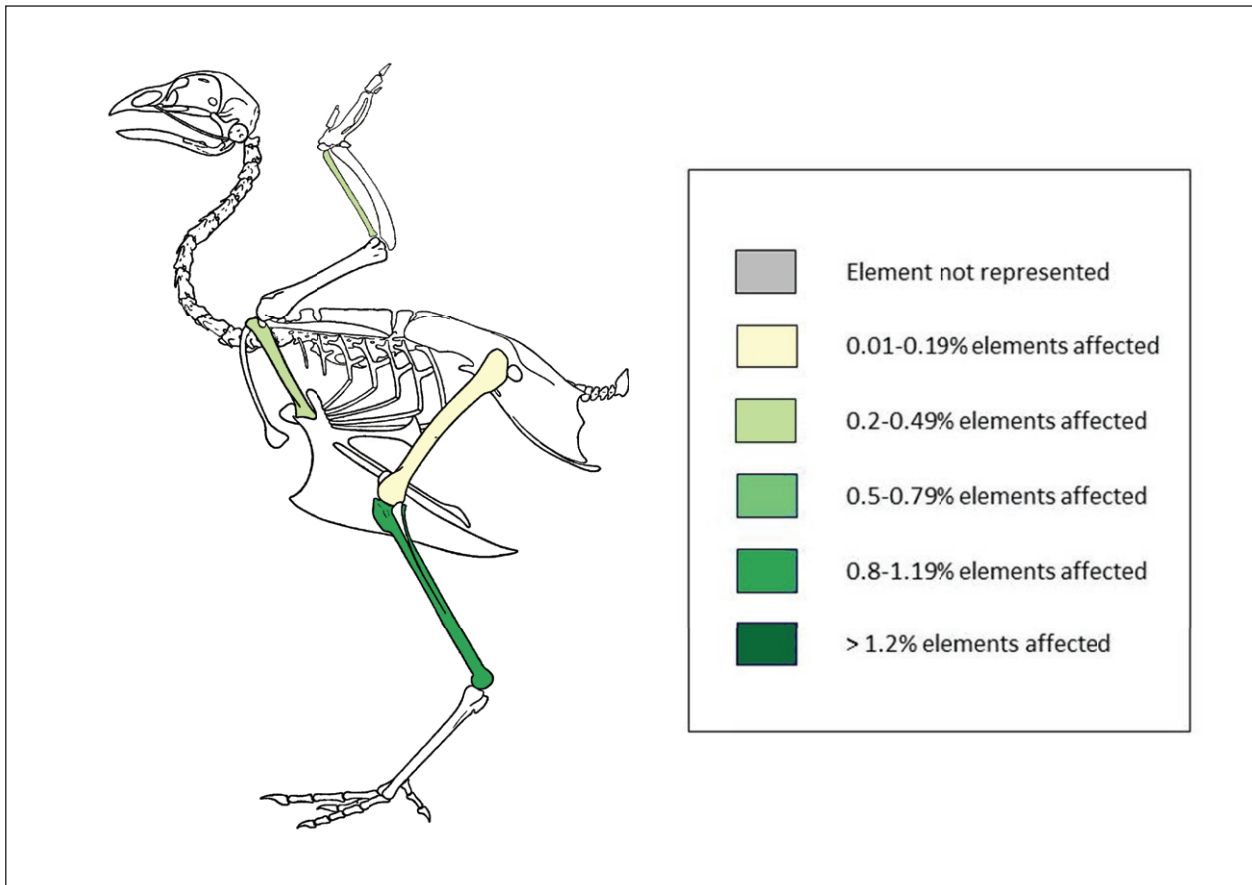 Element not represented
0.01-0.19% elements affected
0.2-0.49% elements affected
0.5-0.79% elements affected
0.8-1.19% elements affected
> 1.2% elements affected